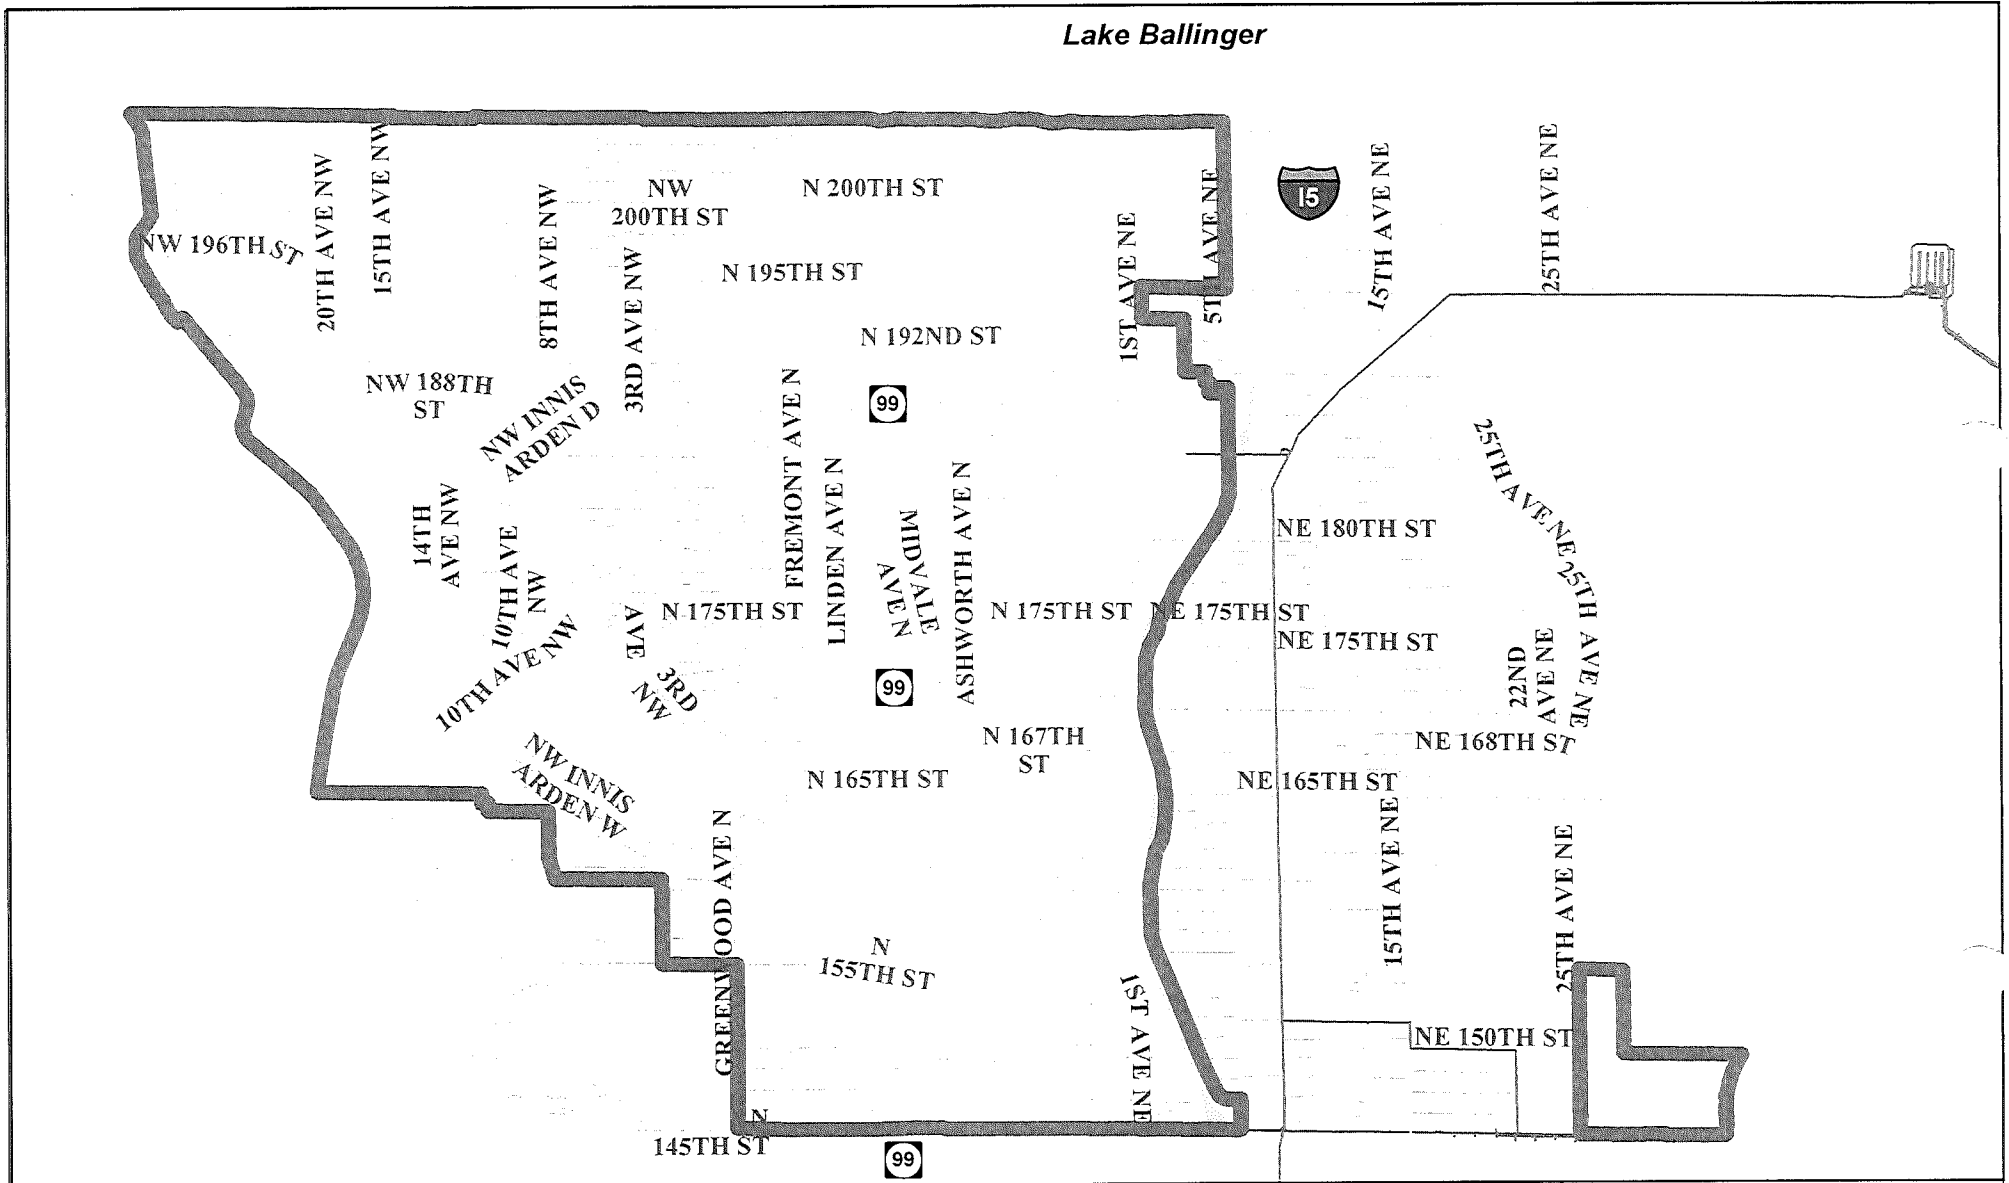 Lake Ballinger
15TH AVE NW
20TH AVE NW
8TH AVE NW
NW
200TH ST
N 200TH ST
5TH AVE NE
15
15TH AVE NE
25TH AVE NE
NW 196TH ST
3RD AVE NW
N 195TH ST
1ST AVE NE
N 192ND ST
NW 188TH
ST
NW INNIS
ARDEN D
FREMONT AVE N
99
LINDEN AVE N
ASHWORTH AVE N
25TH AVE NE
14TH
AVE NW
10TH AVE
NW
MIDVALE
AVE N
NE 180TH ST
25TH AVE NE
AVE
3RD
NW
N 175TH ST
N 175TH ST
NE 175TH ST
NE 175TH ST
22ND
AVE NE
10TH AVE NW
99
NW INNIS
ARDEN W
N 167TH
ST
NE 168TH ST
N 165TH ST
NE 165TH ST
GREENWOOD AVE N
15TH AVE NE
25TH AVE NE
N
155TH ST
1ST AVE NE
NE 150TH ST
N
145TH ST
99